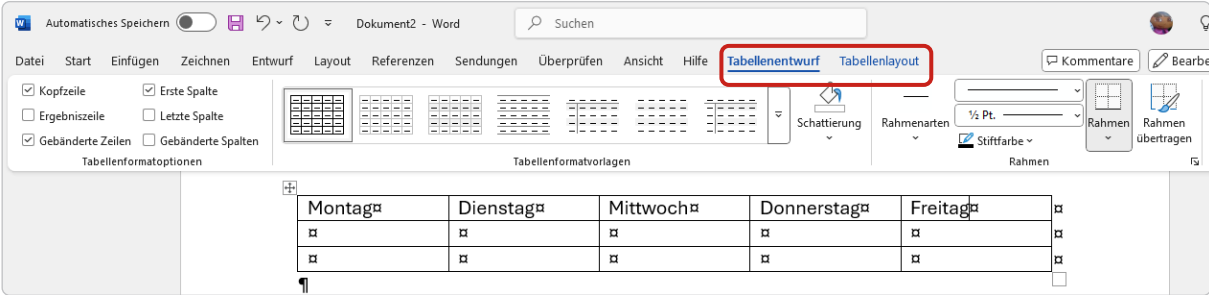 Automatisches Speichern Dokument2 - Word Suchen
Datei Start Einfügen Zeichnen Entwurf Layout Referenzen Sendungen Überprüfen Ansicht Hilfe Tabellenentwurf Tabellenlayout Kommentare Bearbe
Kopfzeile Erste Spalte
Ergebniszeile Letzte Spalte
Gebänderte Zeilen Gebänderte Spalten
Tabellenformatoptionen
Tabellenformatvorlagen
Schattierung
Rahmenarten
½ Pt.
Stiftfarbe
Rahmen
Rahmen
übertragen
Rahmen
Montag¤ Dienstag¤ Mittwoch¤ Donnerstag¤ Freitag¤ ¤
¤ ¤ ¤ ¤ ¤ ¤
¤ ¤ ¤ ¤ ¤ ¤
¶